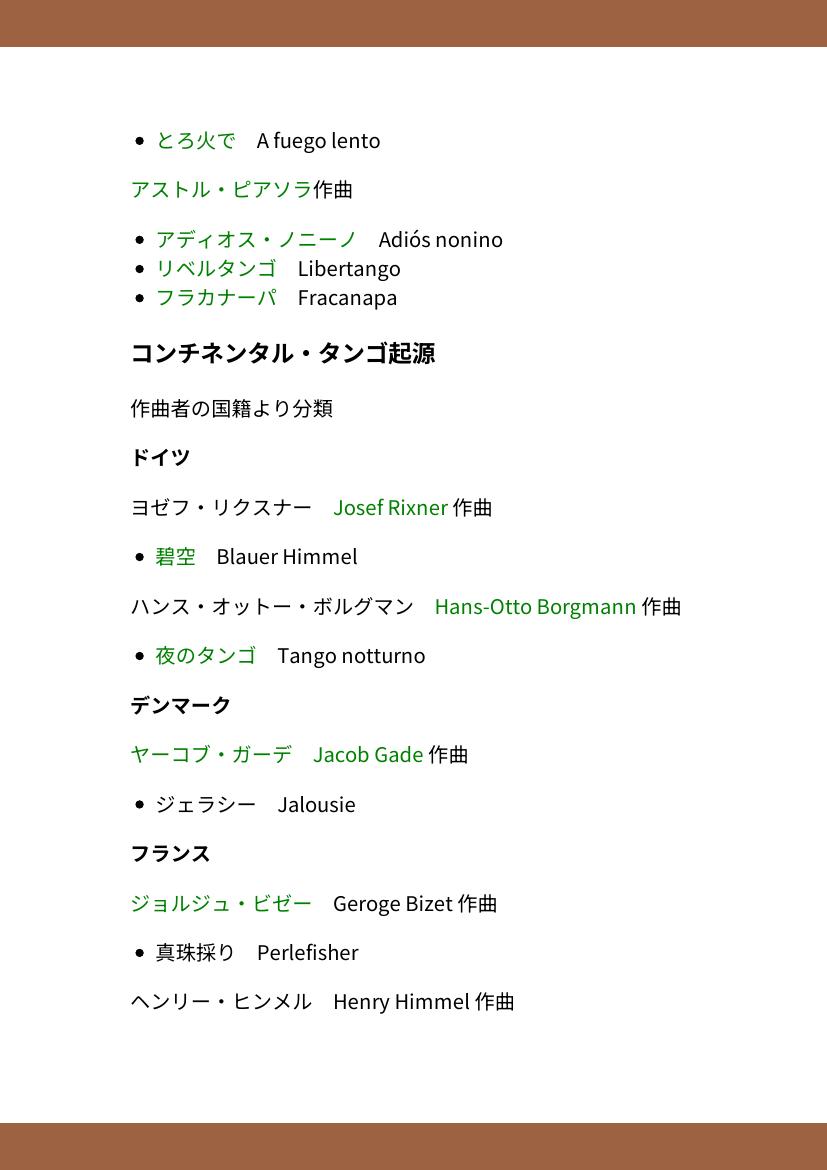 • とろ火で　A fuego lento
アストル・ピアソラ作曲
• アディオス・ノニーノ　Adiós nonino
• リベルタンゴ　Libertango
• フラカナーパ　Fracanapa
コンチネンタル・タンゴ起源
作曲者の国籍より分類
ドイツ
ヨゼフ・リクスナー　Josef Rixner 作曲
• 碧空　Blauer Himmel
ハンス・オットー・ボルグマン　Hans-Otto Borgmann 作曲
• 夜のタンゴ　Tango notturno
デンマーク
ヤーコブ・ガーデ　Jacob Gade 作曲
• ジェラシー　Jalousie
フランス
ジョルジュ・ビゼー　Geroge Bizet 作曲
• 真珠採り　Perlefisher
ヘンリー・ヒンメル　Henry Himmel 作曲